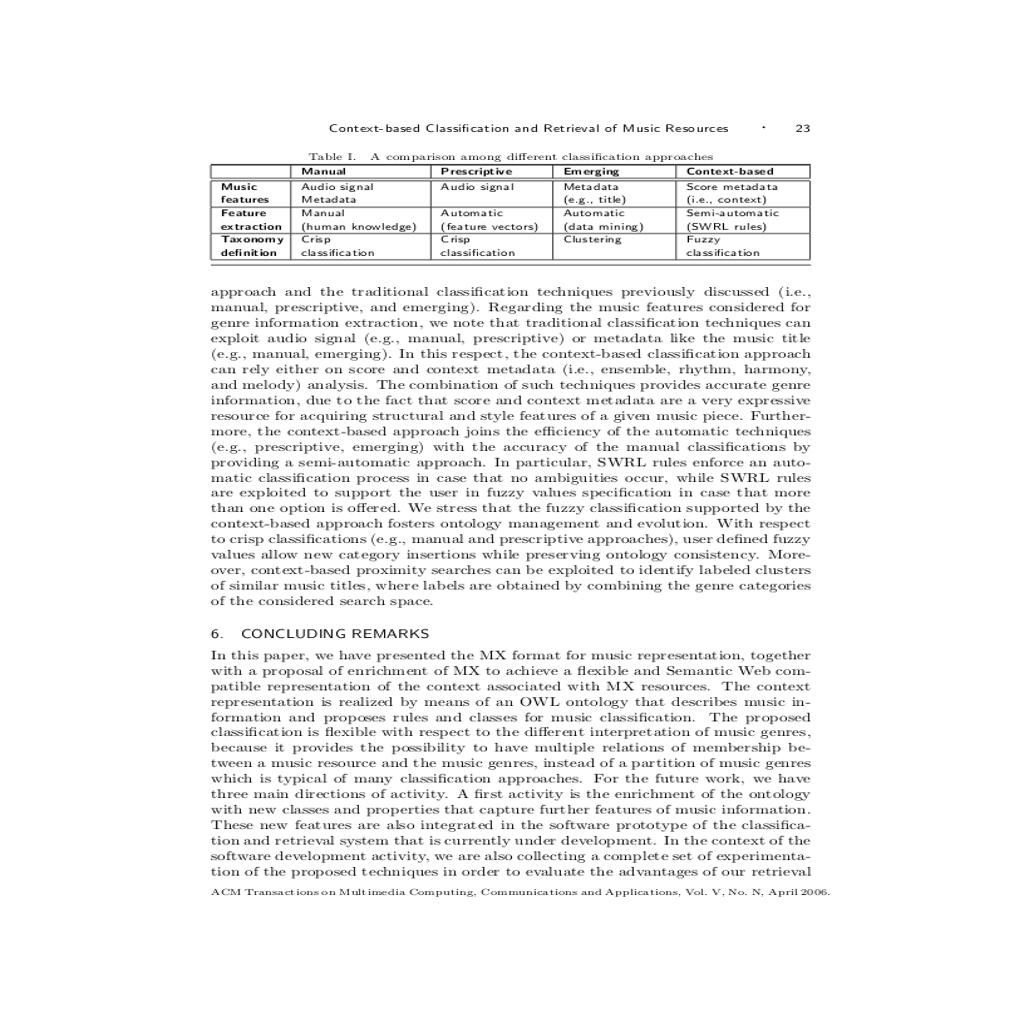 Context-based Classification and Retrieval of Music Resources · 23
Table I. A comparison among different classification approaches
Manual Prescriptive Emerging Context-based
Music Audio signal Audio signal Metadata Score metadata
features Metadata (e.g., title) (i.e., context)
Feature Manual Automatic Automatic Semi-automatic
extraction (human knowledge) (feature vectors) (data mining) (SWRL rules)
Taxonomy Crisp Crisp Clustering Fuzzy
definition classification classification classification
approach and the traditional classification techniques previously discussed (i.e.,
manual, prescriptive, and emerging). Regarding the music features considered for
genre information extraction, we note that traditional classification techniques can
exploit audio signal (e.g., manual, prescriptive) or metadata like the music title
(e.g., manual, emerging). In this respect, the context-based classification approach
can rely either on score and context metadata (i.e., ensemble, rhythm, harmony,
and melody) analysis. The combination of such techniques provides accurate genre
information, due to the fact that score and context metadata are a very expressive
resource for acquiring structural and style features of a given music piece. Further-
more, the context-based approach joins the efficiency of the automatic techniques
(e.g., prescriptive, emerging) with the accuracy of the manual classifications by
providing a semi-automatic approach. In particular, SWRL rules enforce an auto-
matic classification process in case that no ambiguities occur, while SWRL rules
are exploited to support the user in fuzzy values specification in case that more
than one option is offered. We stress that the fuzzy classification supported by the
context-based approach fosters ontology management and evolution. With respect
to crisp classifications (e.g., manual and prescriptive approaches), user defined fuzzy
values allow new category insertions while preserving ontology consistency. More-
over, context-based proximity searches can be exploited to identify labeled clusters
of similar music titles, where labels are obtained by combining the genre categories
of the considered search space.
6. CONCLUDING REMARKS
In this paper, we have presented the MX format for music representation, together
with a proposal of enrichment of MX to achieve a flexible and Semantic Web com-
patible representation of the context associated with MX resources. The context
representation is realized by means of an OWL ontology that describes music in-
formation and proposes rules and classes for music classification. The proposed
classification is flexible with respect to the different interpretation of music genres,
because it provides the possibility to have multiple relations of membership be-
tween a music resource and the music genres, instead of a partition of music genres
which is typical of many classification approaches. For the future work, we have
three main directions of activity. A first activity is the enrichment of the ontology
with new classes and properties that capture further features of music information.
These new features are also integrated in the software prototype of the classifica-
tion and retrieval system that is currently under development. In the context of the
software development activity, we are also collecting a complete set of experimenta-
tion of the proposed techniques in order to evaluate the advantages of our retrieval
ACM Transactions on Multimedia Computing, Communications and Applications, Vol. V, No. N, April 2006.